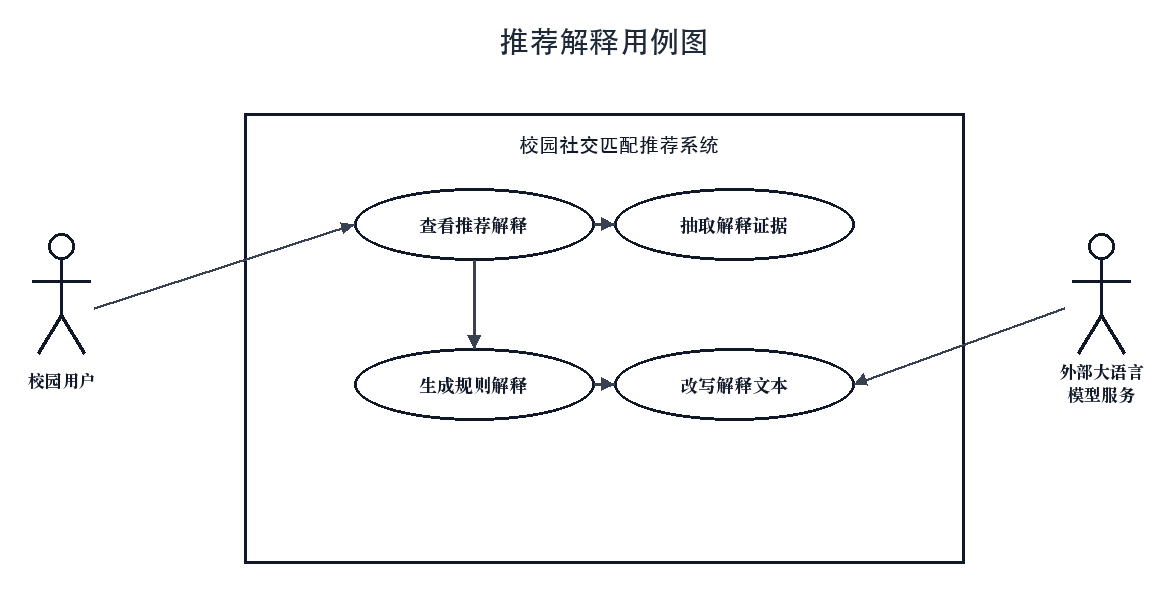 推荐解释用例图
校园社交匹配推荐系统
查看推荐解释
抽取解释证据
生成规则解释
改写解释文本
校园用户
外部大语言
模型服务